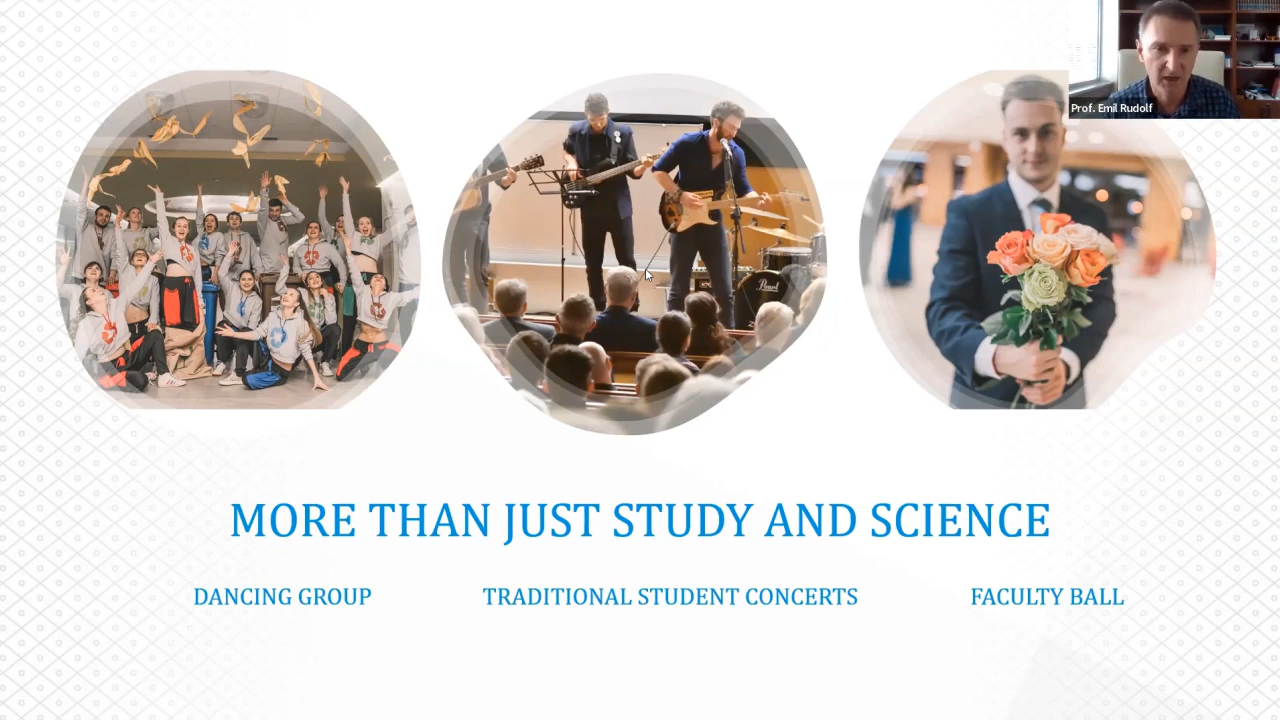 Prof. Emil Rudolf
MORE THAN JUST STUDY AND SCIENCE
DANCING GROUP
TRADITIONAL STUDENT CONCERTS
FACULTY BALL